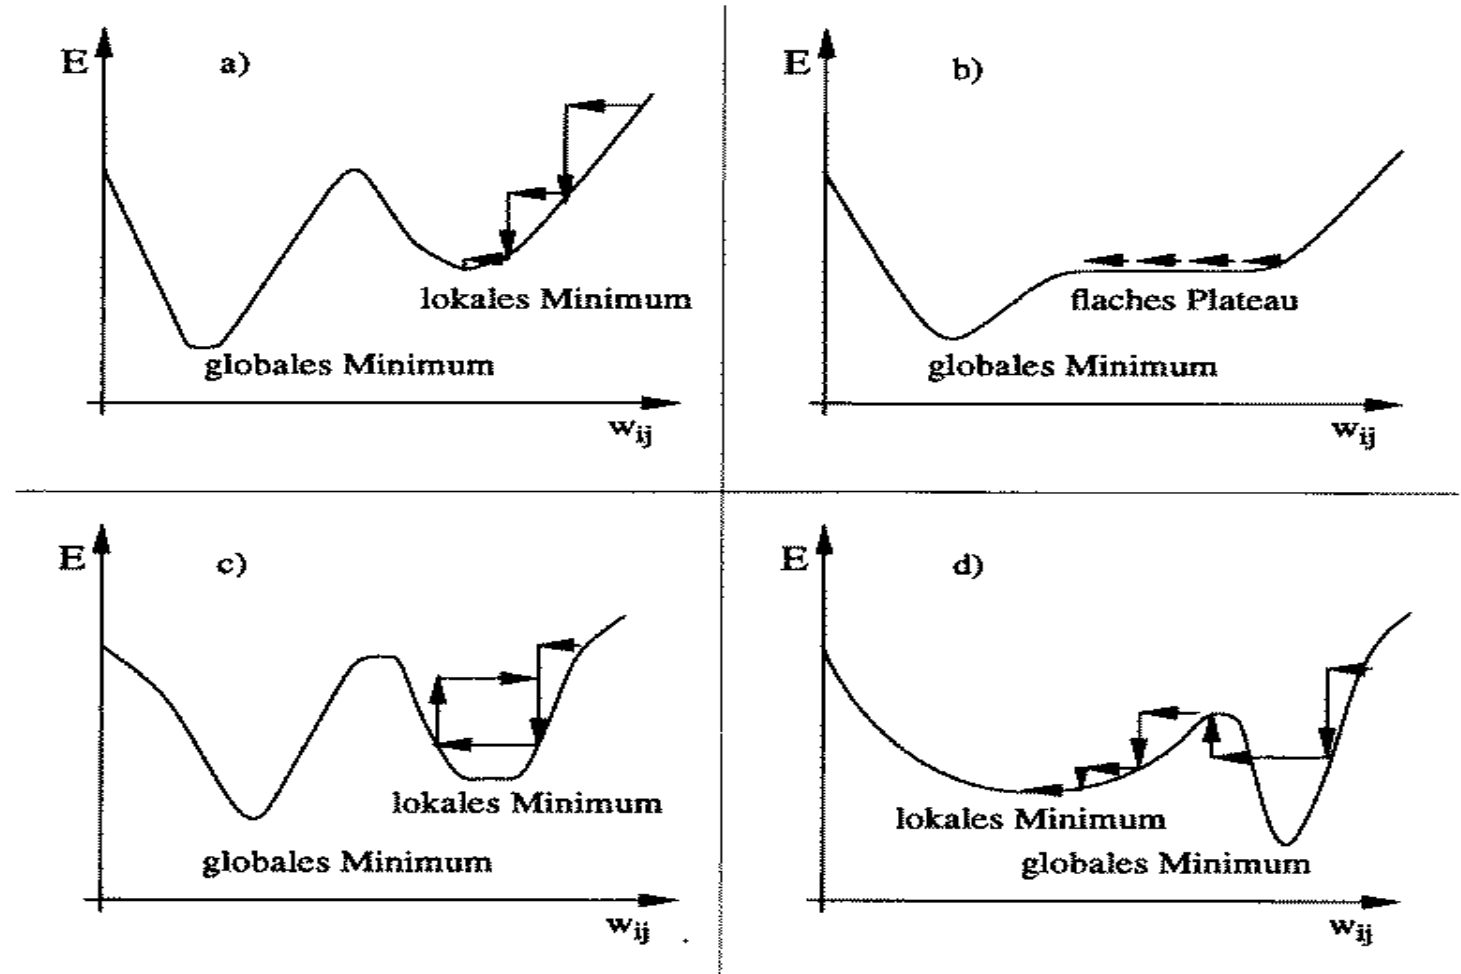 E
a)
lokales Minimum
globales Minimum
wij
E
b)
flaches Plateau
globales Minimum
wij
E
c)
lokales Minimum
globales Minimum
wij
E
d)
lokales Minimum
globales Minimum
wij